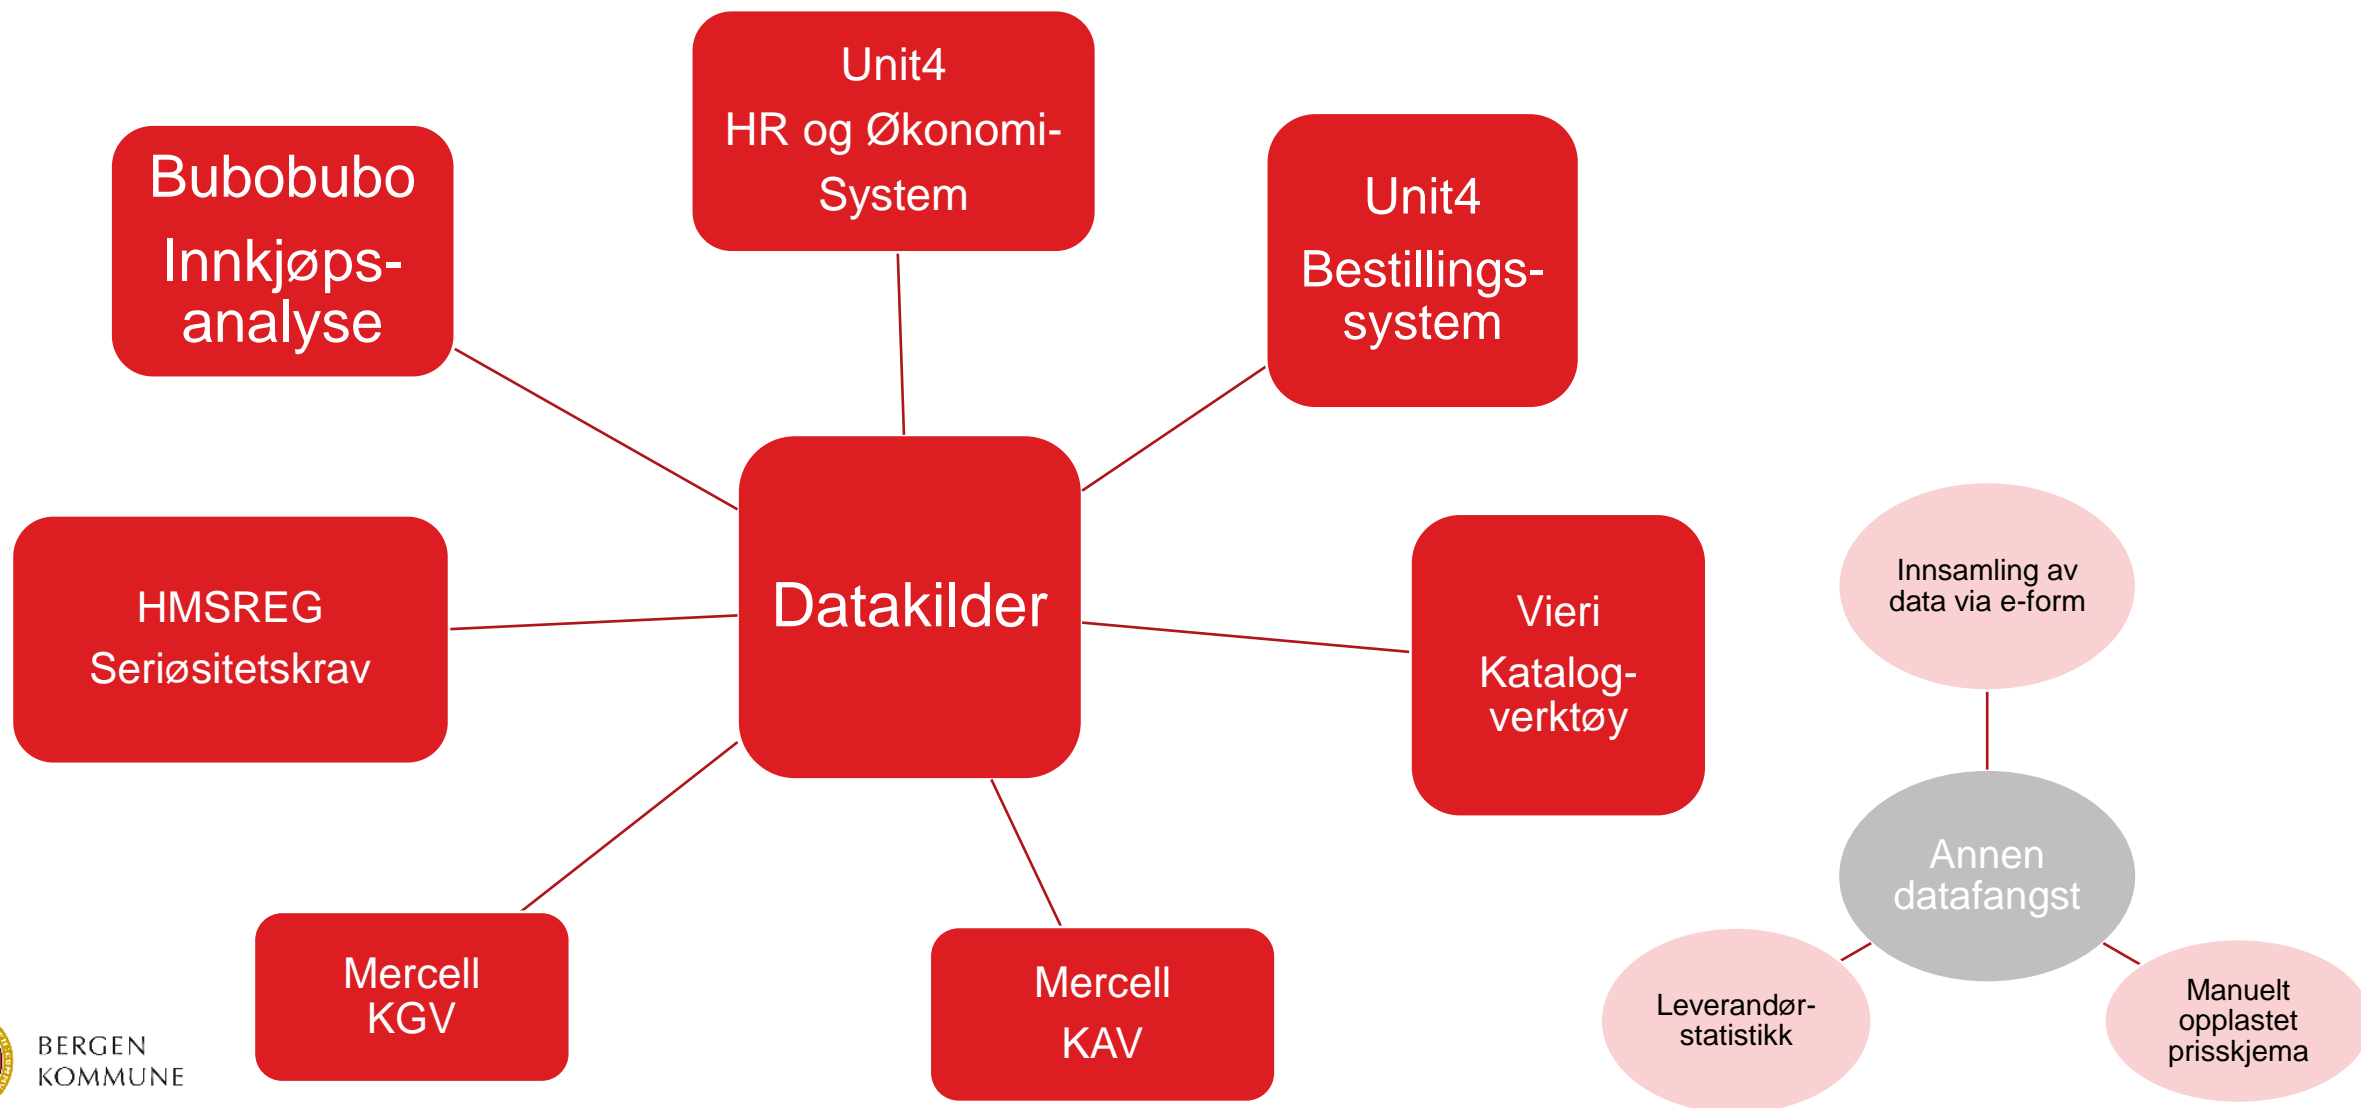 Unit4
HR og Økonomi-
System
Bubobubo
Innkjøps-
analyse
Unit4
Bestillings-
system
HMSREG
Seriøsitetskrav
Datakilder
Vieri
Katalog-
verktøy
Mercell
KGV
Mercell
KAV
Innsamling av
data via e-form
Annen
datafangst
Leverandør-
statistikk
Manuelt
opplastet
prisskjema
BERGEN
KOMMUNE